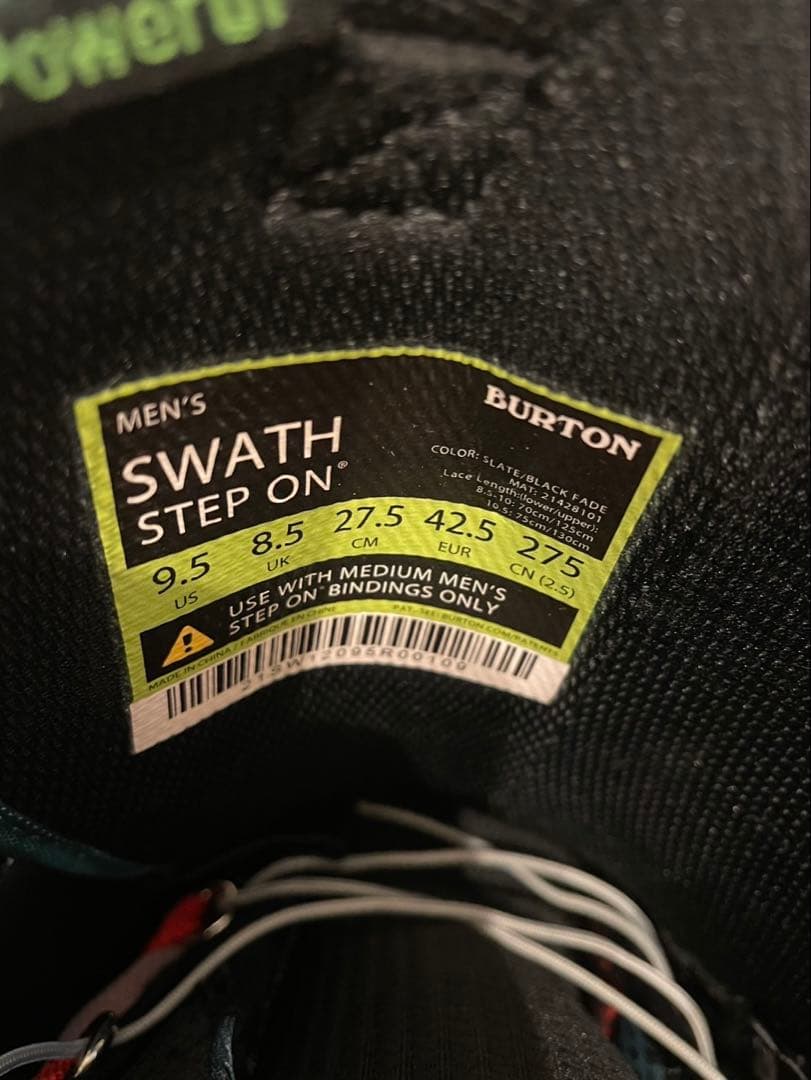 MEN'S
BURTON
SWATH
STEP ON®
COLOR: SLATE/BLACK FADE
MAT: 21428101
Lace Length:(lower/upper):
8.5-10: 70cm/125cm
10.5: 75cm/130cm
9.5 8.5 27.5 42.5 275
US UK CM EUR CN (2.5)
USE WITH MEDIUM MEN'S
STEP ON® BINDINGS ONLY
MADE IN CHINA / FABRIQUÉ EN CHINE PAT. SEE: BURTON.COM/PATENTS